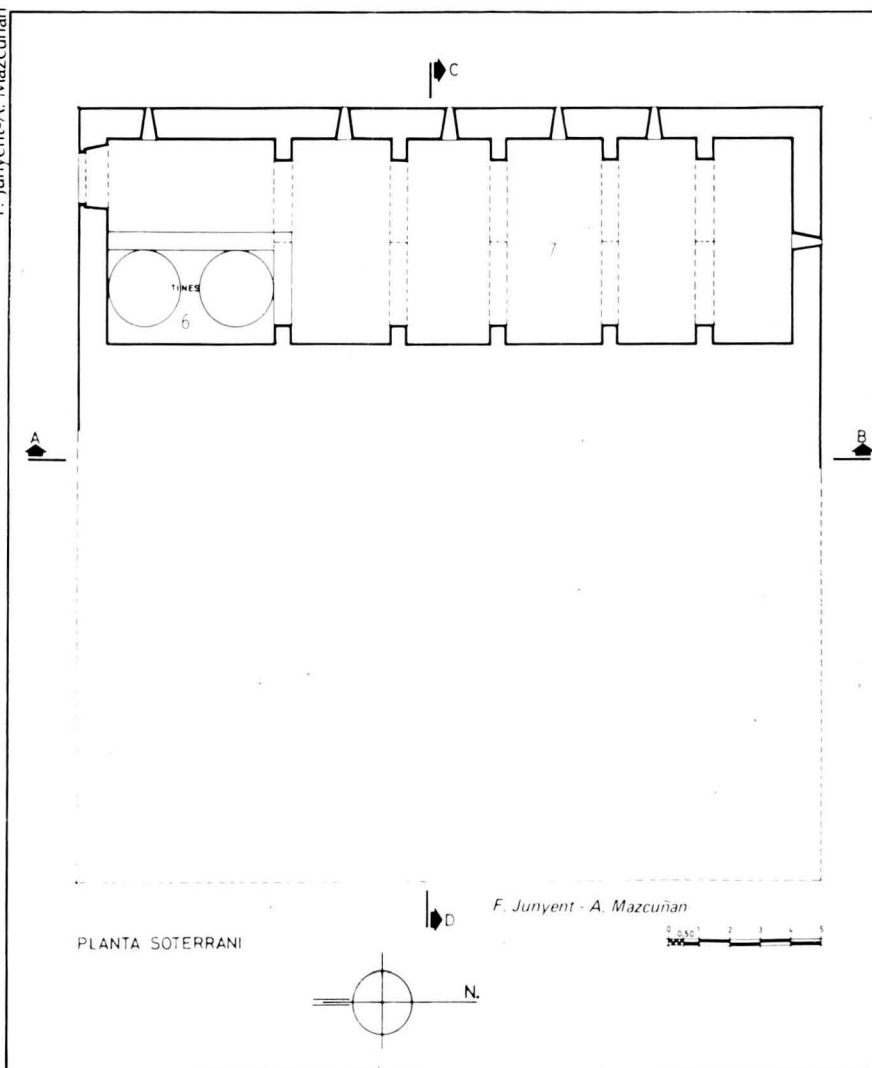 F. Junyent-A. Mazcuñan
C
TINES
6
7
A
B
D
F. Junyent - A. Mazcuñan
PLANTA SOTERRANI
0 0,50 1 2 3 4 5
N.